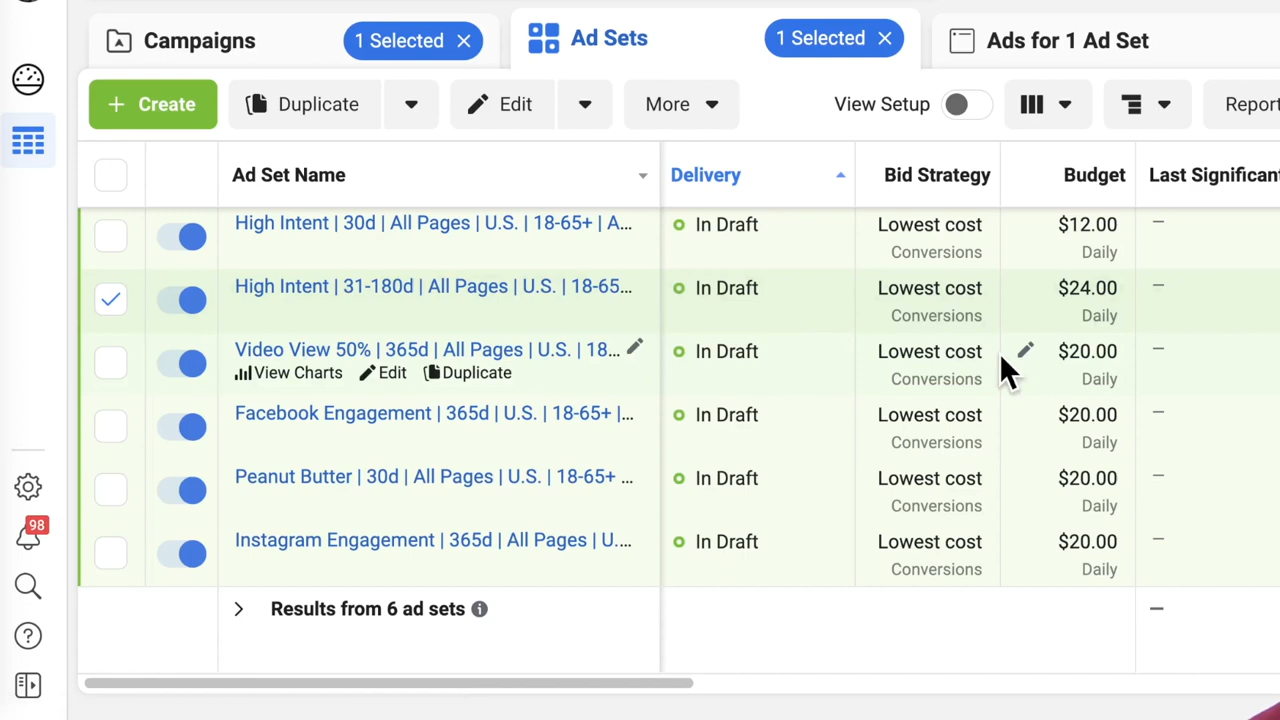 Campaigns 1 Selected Ad Sets 1 Selected Ads for 1 Ad Set
+ Create Duplicate Edit More View Setup Report
Ad Set Name Delivery Bid Strategy Budget Last Significant
High Intent | 30d | All Pages | U.S. | 18-65+ | A... In Draft Lowest cost $12.00 –
Conversions Daily
High Intent | 31-180d | All Pages | U.S. | 18-65... In Draft Lowest cost $24.00 –
Conversions Daily
Video View 50% | 365d | All Pages | U.S. | 18... In Draft Lowest cost $20.00 –
View Charts Edit Duplicate Conversions Daily
Facebook Engagement | 365d | U.S. | 18-65+ |... In Draft Lowest cost $20.00 –
Conversions Daily
Peanut Butter | 30d | All Pages | U.S. | 18-65+ ... In Draft Lowest cost $20.00 –
Conversions Daily
98
Instagram Engagement | 365d | All Pages | U.... In Draft Lowest cost $20.00 –
Conversions Daily
Results from 6 ad sets –